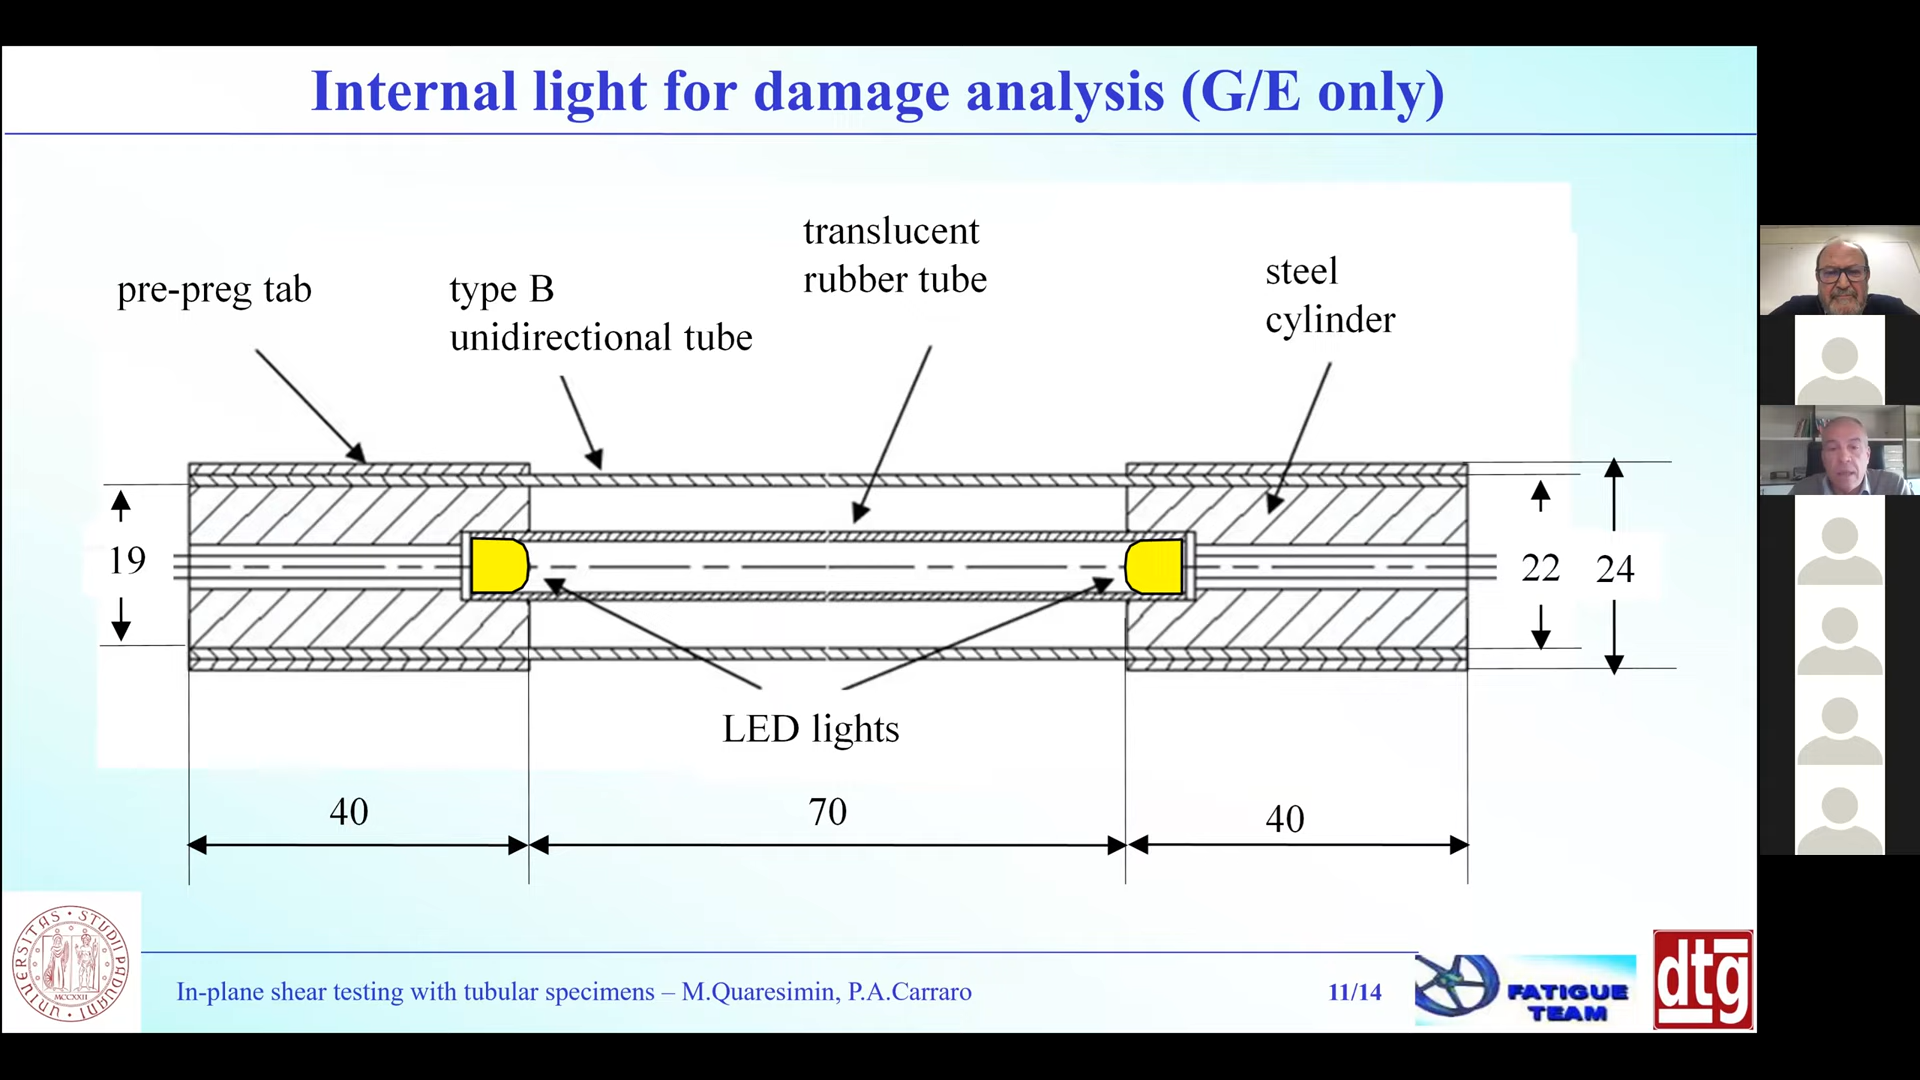 Internal light for damage analysis (G/E only)
translucent
rubber tube
pre-preg tab
type B
unidirectional tube
steel
cylinder
19
22
24
LED lights
40
70
40
UNIVERSITAS • STUDII PADUANI
MCCXXII
In-plane shear testing with tubular specimens – M.Quaresimin, P.A.Carraro
11/14
FATIGUE
TEAM
dtg